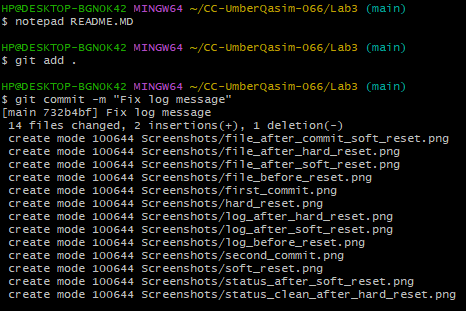 HP@DESKTOP-BGN0K42 MINGW64 ~/CC-UmberQasim-066/Lab3 (main)
$ notepad README.MD
HP@DESKTOP-BGN0K42 MINGW64 ~/CC-UmberQasim-066/Lab3 (main)
$ git add .
HP@DESKTOP-BGN0K42 MINGW64 ~/CC-UmberQasim-066/Lab3 (main)
$ git commit -m "Fix log message"
[main 732b4bf] Fix log message
 14 files changed, 2 insertions(+), 1 deletion(-)
 create mode 100644 Screenshots/file_after_commit_soft_reset.png
 create mode 100644 Screenshots/file_after_hard_reset.png
 create mode 100644 Screenshots/file_after_soft_reset.png
 create mode 100644 Screenshots/file_before_reset.png
 create mode 100644 Screenshots/first_commit.png
 create mode 100644 Screenshots/hard_reset.png
 create mode 100644 Screenshots/log_after_hard_reset.png
 create mode 100644 Screenshots/log_after_soft_reset.png
 create mode 100644 Screenshots/log_before_reset.png
 create mode 100644 Screenshots/second_commit.png
 create mode 100644 Screenshots/soft_reset.png
 create mode 100644 Screenshots/status_after_soft_reset.png
 create mode 100644 Screenshots/status_clean_after_hard_reset.png